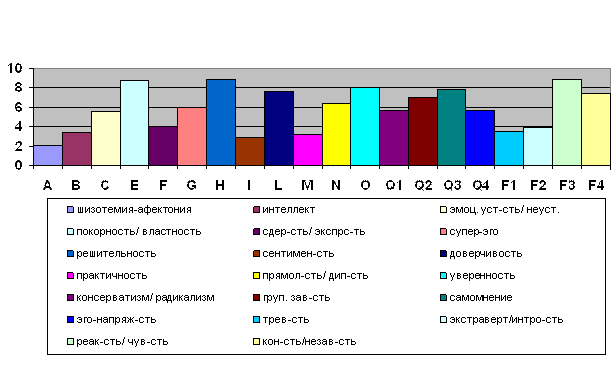 10
8
6
4
2
0
A B C E F G H I L M N O Q1 Q2 Q3 Q4 F1 F2 F3 F4
шизотемия-афектония интеллект эмоц. уст-сть/ неуст.
покорность/ властность сдер-сть/ экспрс-ть супер-эго
решительность сентимен-сть доверчивость
практичность прямол-сть/ дип-сть уверенность
консерватизм/ радикализм груп. зав-сть самомнение
эго-напряж-сть трев-сть экстраверт/интро-сть
реак-сть/ чув-сть кон-сть/незав-сть